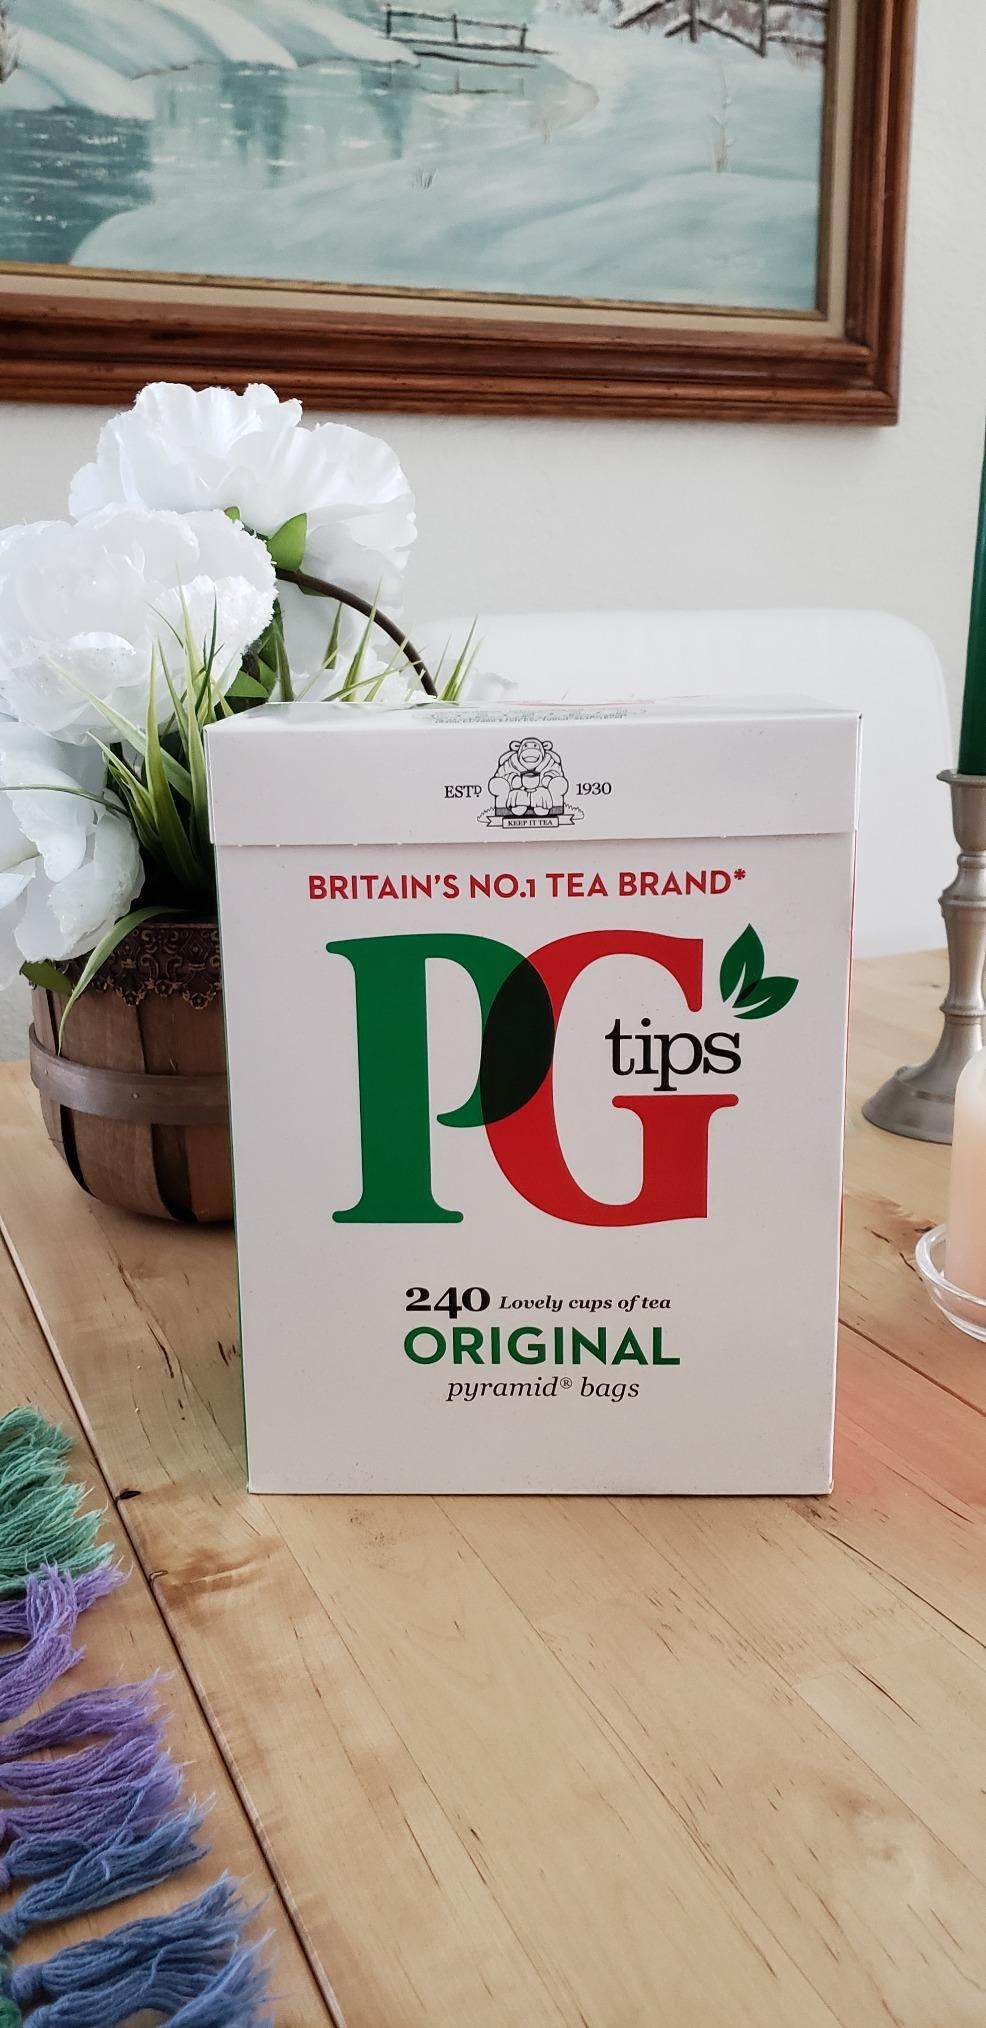 ESTD 1930
KEEP IT TEA
BRITAIN'S NO.1 TEA BRAND*
PG
tips
240 Lovely cups of tea
ORIGINAL
pyramid® bags